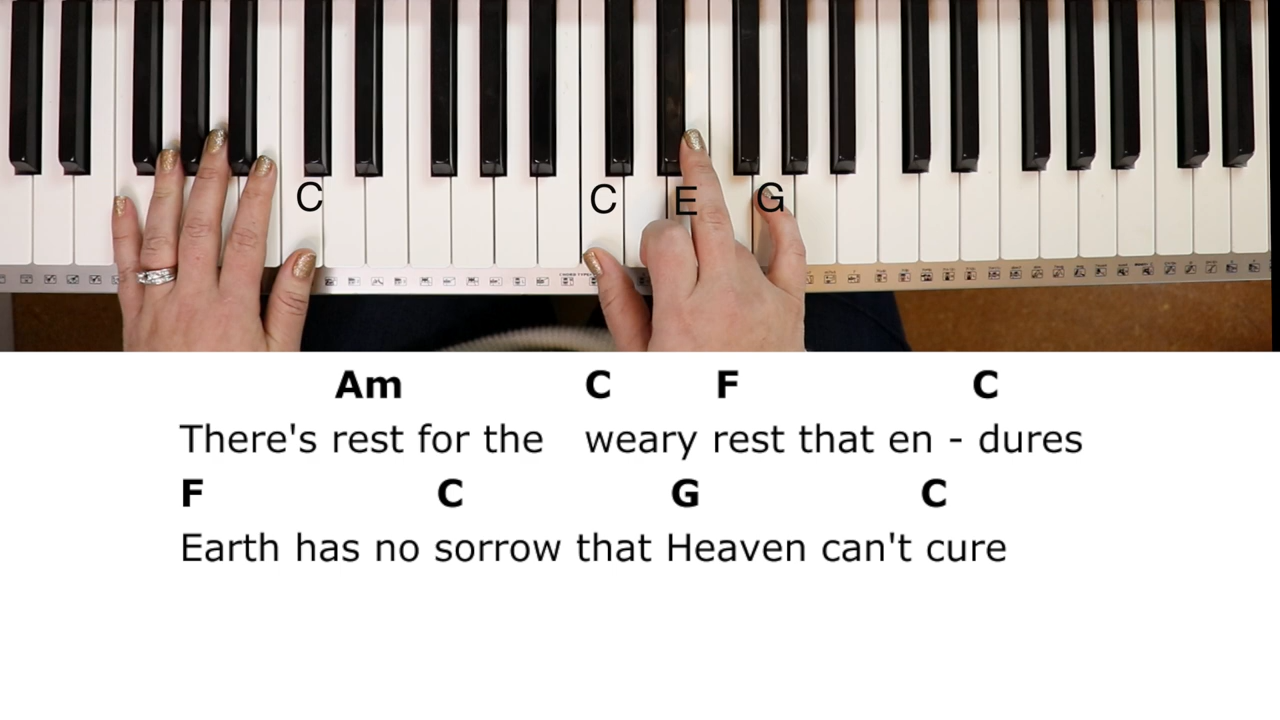 C C E G
Am C F C
There's rest for the weary rest that en - dures
F C G C
Earth has no sorrow that Heaven can't cure